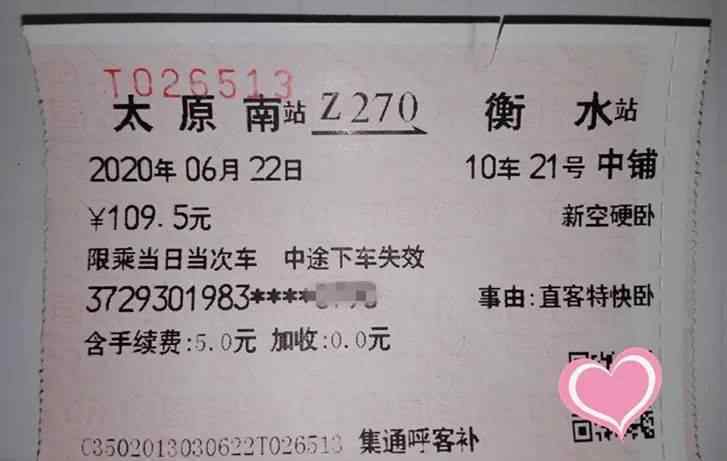 T026513
太原南站 Z270 衡水站
2020年06月22日 10车21号中铺
¥109.5元 新空硬卧
限乘当日当次车 中途下车失效
3729301983**** 事由:直客特快卧
含手续费:5.0元 加收:0.0元
C3502013030622T026513 集通呼客补